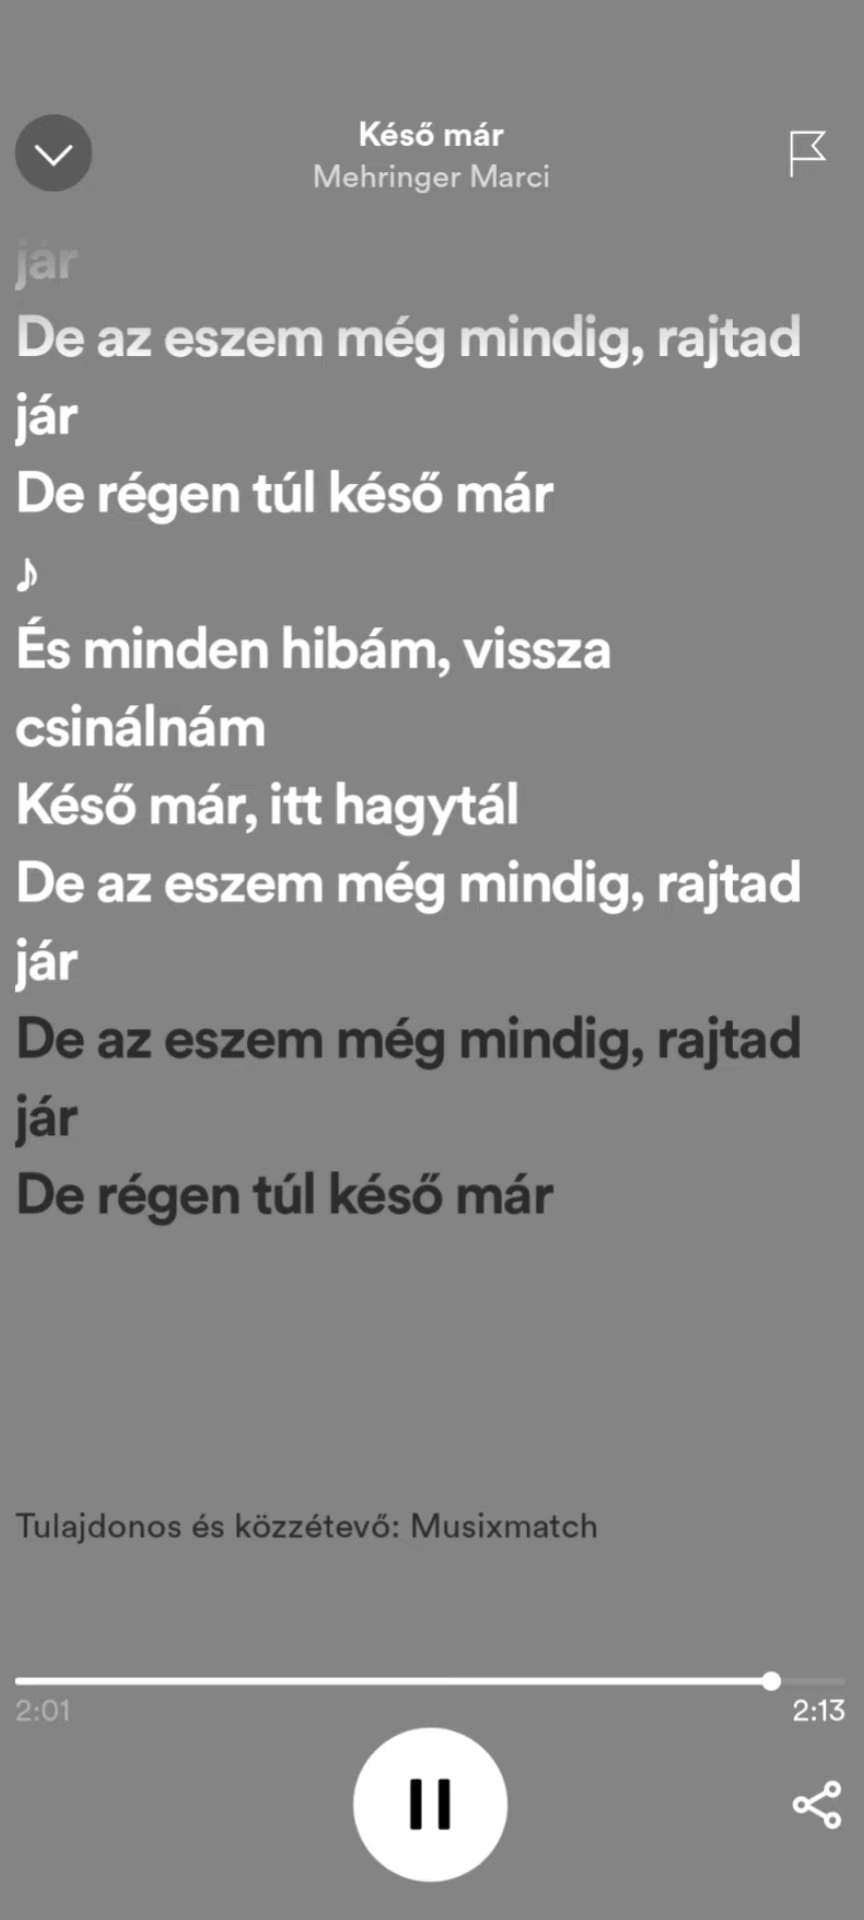 Késő már
Mehringer Marci
jár
De az eszem még mindig, rajtad
jár
De régen túl késő már
♪
És minden hibám, vissza
csinálnám
Késő már, itt hagytál
De az eszem még mindig, rajtad
jár
De az eszem még mindig, rajtad
jár
De régen túl késő már
Tulajdonos és közzétevő: Musixmatch
2:01
2:13